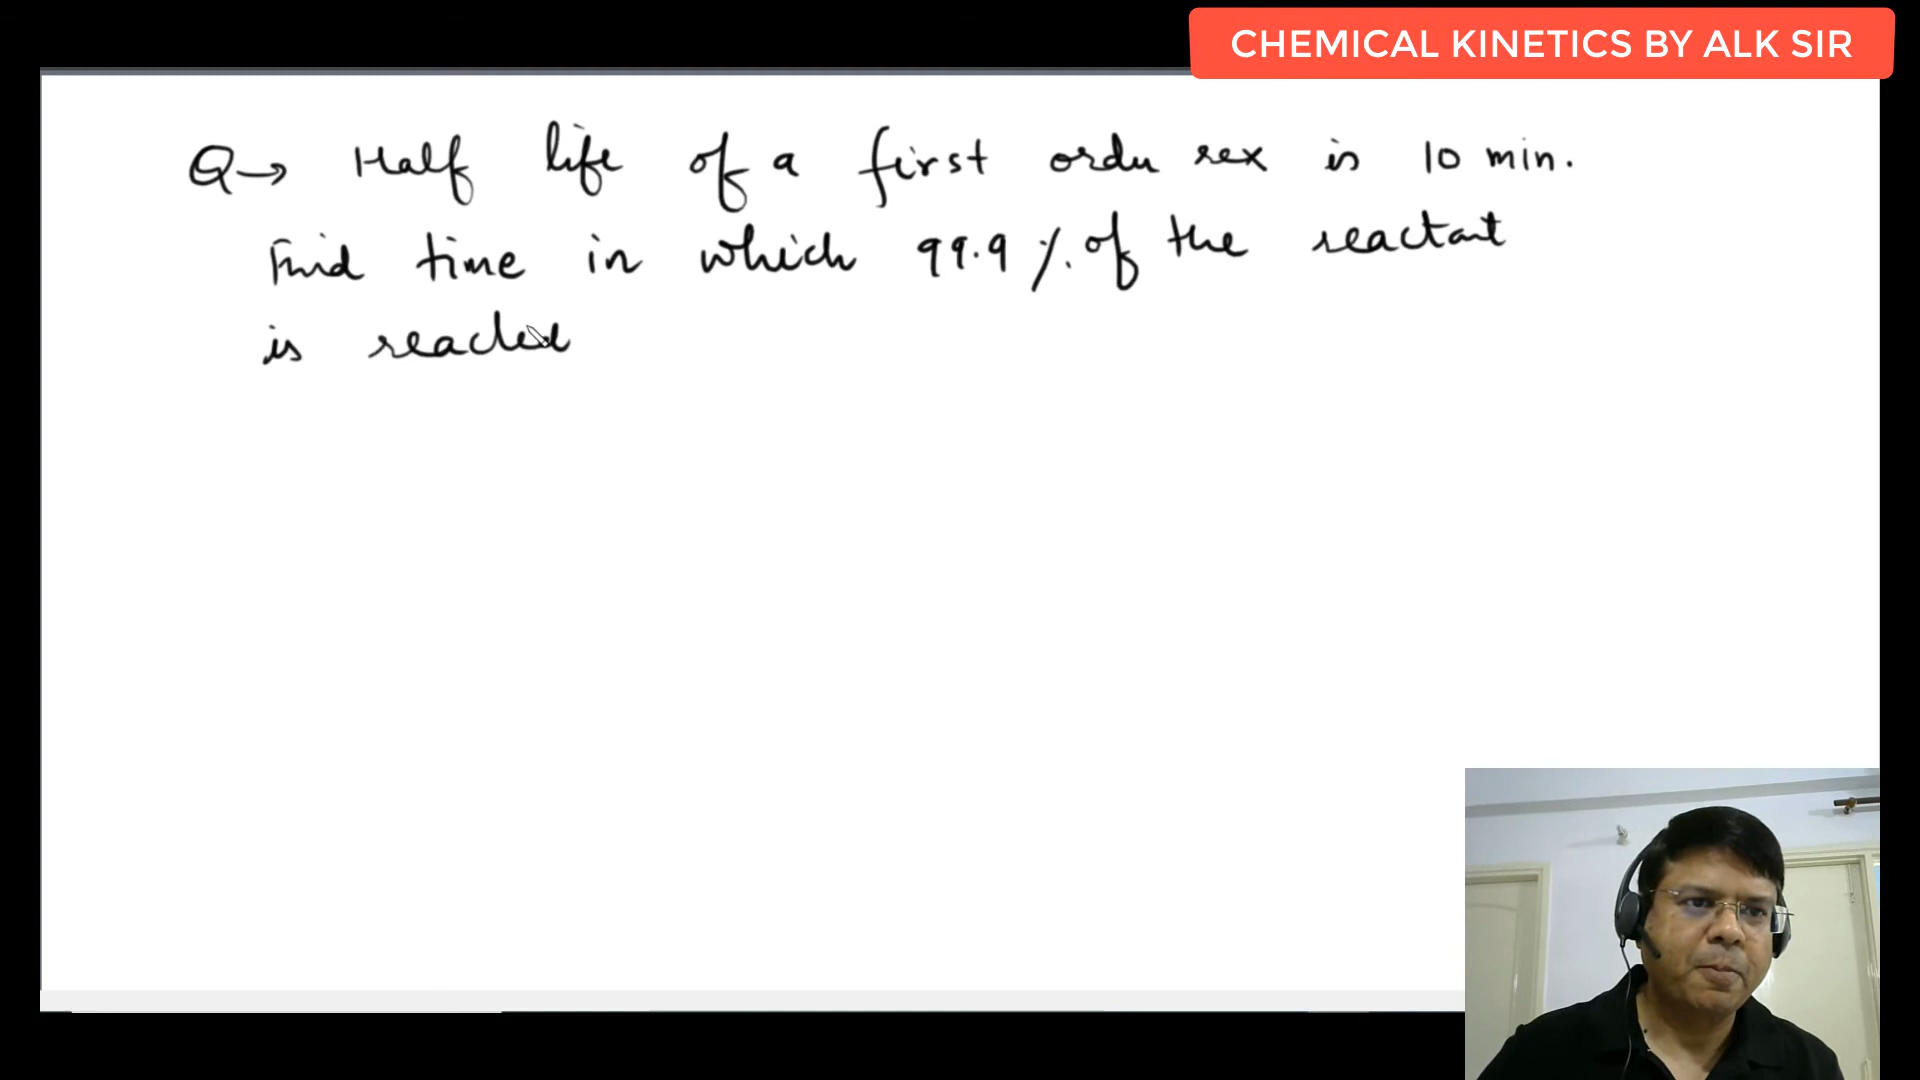 CHEMICAL KINETICS BY ALK SIR
Q→ Half life of a first order rex is 10 min.
Find time in which 99.9 %. of the reactant
is reacted